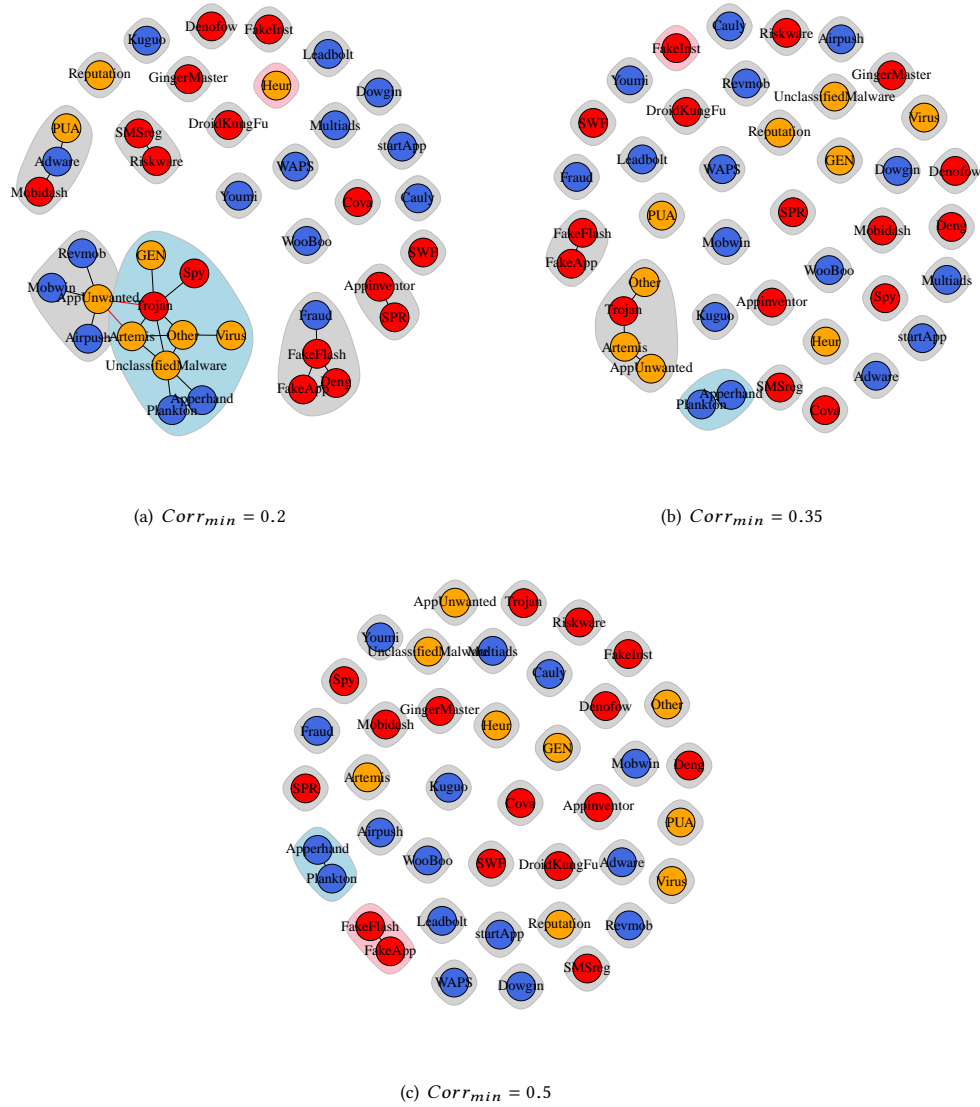 Denofow
FakeInst
Kuguo
Leadbolt
Reputation
GingerMaster
Heur
Dowgin
PUA
SMSreg
DroidKungFu
Multiads
startApp
Adware
Riskware
WAPS
Mobidash
Youmi
Cova
Cauly
WooBoo
SWF
Revmob
GEN
Spy
Mobwin
AppUnwanted
Trojan
Appinventor
SPR
Airpush
Artemis
Other
Virus
Fraud
UnclassifiedMalware
FakeFlash
Plankton
Apperhand
FakeApp
Deng
(a) Corrmin = 0.2
Cauly
Riskware
Airpush
FakeInst
Youmi
Revmob
GingerMaster
UnclassifiedMalware
SWF
DroidKungFu
Reputation
Virus
Fraud
Leadbolt
WAPS
GEN
Dowgin
Denofow
PUA
SPR
Mobidash
Deng
FakeFlash
FakeApp
Mobwin
WooBoo
Multiads
Other
Trojan
Kuguo
Appinventor
Spy
startApp
Artemis
AppUnwanted
Heur
Adware
Plankton
Apperhand
SMSreg
Cova
(b) Corrmin = 0.35
AppUnwanted
Trojan
Riskware
Youmi
UnclassifiedMalware
Multiads
FakeInst
Spy
Cauly
Mobidash
GingerMaster
Heur
Denofow
Other
Fraud
GEN
Mobwin
Deng
SPR
Artemis
Kuguo
Cova
Appinventor
PUA
Apperhand
Airpush
WooBoo
SWF
DroidKungFu
Adware
Plankton
Virus
FakeFlash
Leadbolt
startApp
Reputation
Revmob
FakeApp
WAPS
Dowgin
SMSreg
(c) Corrmin = 0.5